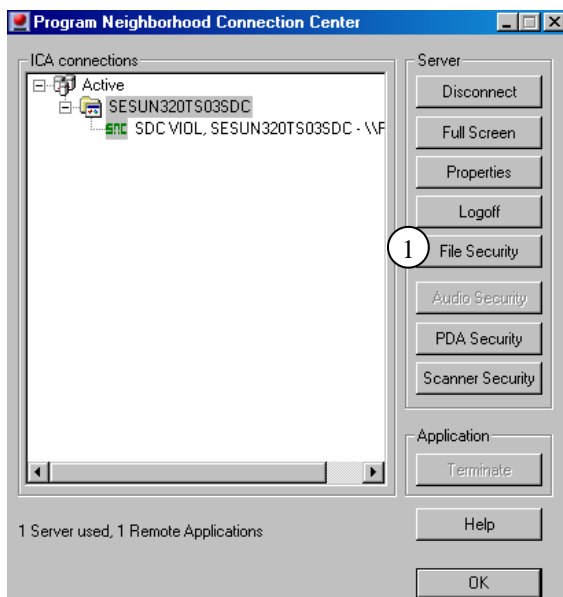 Program Neighborhood Connection Center
ICA connections
Active
SESUN320TS03SDC
SDC VIOL, SESUN320TS03SDC - \\F
Server
Disconnect
Full Screen
Properties
Logoff
1
File Security
Audio Security
PDA Security
Scanner Security
Application
Terminate
1 Server used, 1 Remote Applications
Help
OK